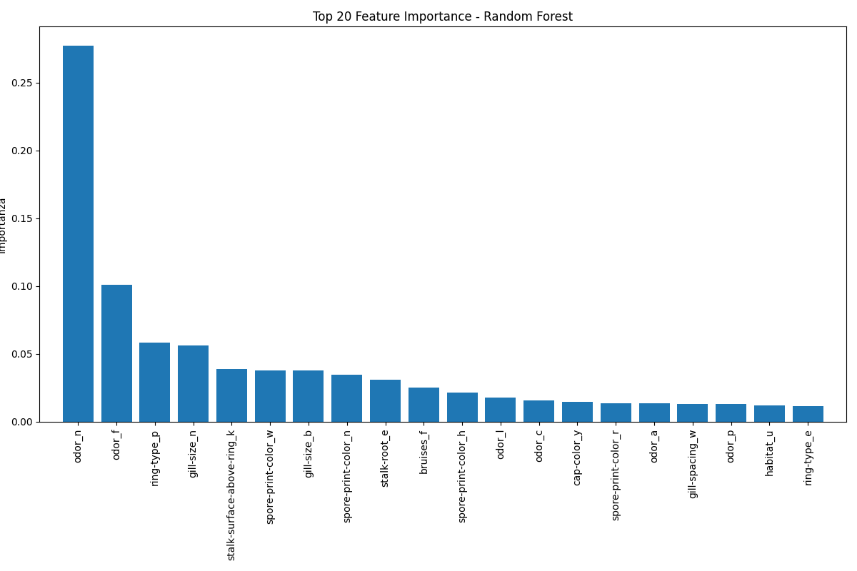 Top 20 Feature Importance - Random Forest
Importanza
0.25
0.20
0.15
0.10
0.05
0.00
odor_n
odor_f
ring-type_p
gill-size_n
stalk-surface-above-ring_k
spore-print-color_w
gill-size_b
spore-print-color_n
stalk-root_e
bruises_f
spore-print-color_h
odor_l
odor_c
cap-color_y
spore-print-color_r
odor_a
gill-spacing_w
odor_p
habitat_u
ring-type_e